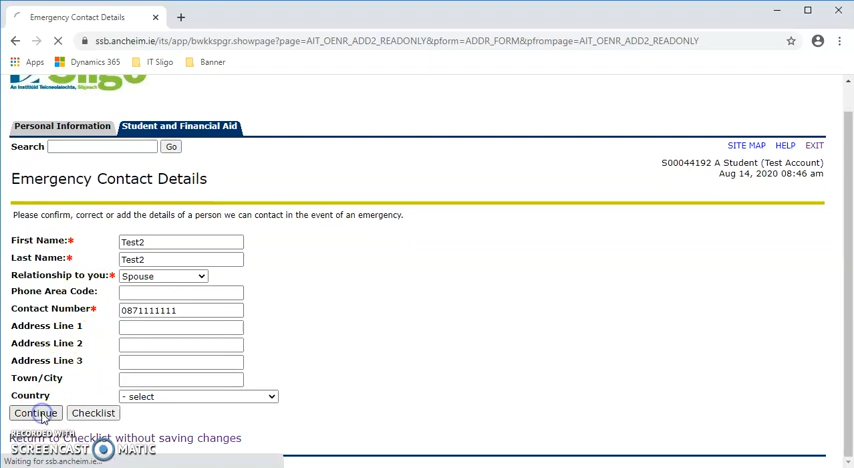 Emergency Contact Details
ssb.ancheim.ie/its/app/bwkkspgr.showpage?page=AIT_OENR_ADD2_READONLY&pform=ADDR_FORM&pfrompage=AIT_OENR_ADD2_READONLY
Apps Dynamics 365 IT Sligo Banner
Sligo
An Institiúid Teicneolaíochta, Sligeach
Personal Information Student and Financial Aid
Search Go
SITE MAP HELP EXIT
S00044192 A Student (Test Account)
Aug 14, 2020 08:46 am
Emergency Contact Details
Please confirm, correct or add the details of a person we can contact in the event of an emergency.
First Name:* Test2
Last Name:* Test2
Relationship to you:* Spouse
Phone Area Code:
Contact Number* 0871111111
Address Line 1
Address Line 2
Address Line 3
Town/City
Country - select
Continue Checklist
Return to Checklist without saving changes
RECORDED WITH
SCREENCAST MATIC
Waiting for ssb.ancheim.ie...